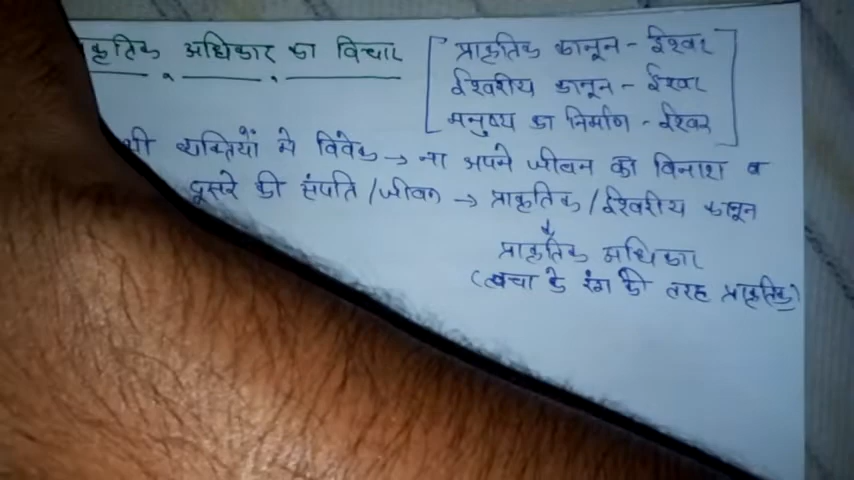 कृतिक अधिकार का विचार [ प्राकृतिक कानून - ईश्वर
ईश्वरीय कानून - ईश्वर
मनुष्य का निर्माण - ईश्वर ]
भी व्यक्तियों मे विवेक → ना अपने जीवन का विनाश व
दूसरे की संपति / जीवन → प्राकृतिक / ईश्वरीय कानून
↓
प्राकृतिक अधिकार
(त्वचा के रंग की तरह प्राकृतिक)